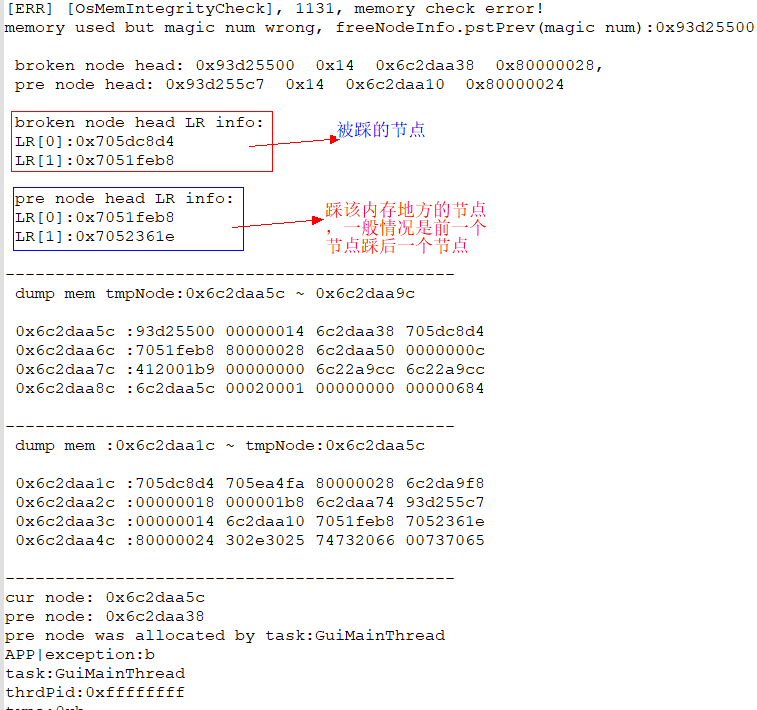 [ERR] [OsMemIntegrityCheck], 1131, memory check error!
memory used but magic num wrong, freeNodeInfo.pstPrev(magic num):0x93d25500
broken node head: 0x93d25500 0x14 0x6c2daa38 0x80000028,
pre node head: 0x93d255c7 0x14 0x6c2daa10 0x80000024
broken node head LR info:
LR[0]:0x705dc8d4
LR[1]:0x7051feb8
被踩的节点
pre node head LR info:
LR[0]:0x7051feb8
LR[1]:0x7052361e
踩该内存地方的节点
，一般情况是前一个
节点踩后一个节点
---------------------------------------------
dump mem tmpNode:0x6c2daa5c ~ 0x6c2daa9c
0x6c2daa5c :93d25500 00000014 6c2daa38 705dc8d4
0x6c2daa6c :7051feb8 80000028 6c2daa50 0000000c
0x6c2daa7c :412001b9 00000000 6c22a9cc 6c22a9cc
0x6c2daa8c :6c2daa5c 00020001 00000000 00000684
---------------------------------------------
dump mem :0x6c2daa1c ~ tmpNode:0x6c2daa5c
0x6c2daa1c :705dc8d4 705ea4fa 80000028 6c2da9f8
0x6c2daa2c :00000018 000001b8 6c2daa74 93d255c7
0x6c2daa3c :00000014 6c2daa10 7051feb8 7052361e
0x6c2daa4c :80000024 302e3025 74732066 00737065
---------------------------------------------
cur node: 0x6c2daa5c
pre node: 0x6c2daa38
pre node was allocated by task:GuiMainThread
APP|exception:b
task:GuiMainThread
thrdPid:0xffffffff